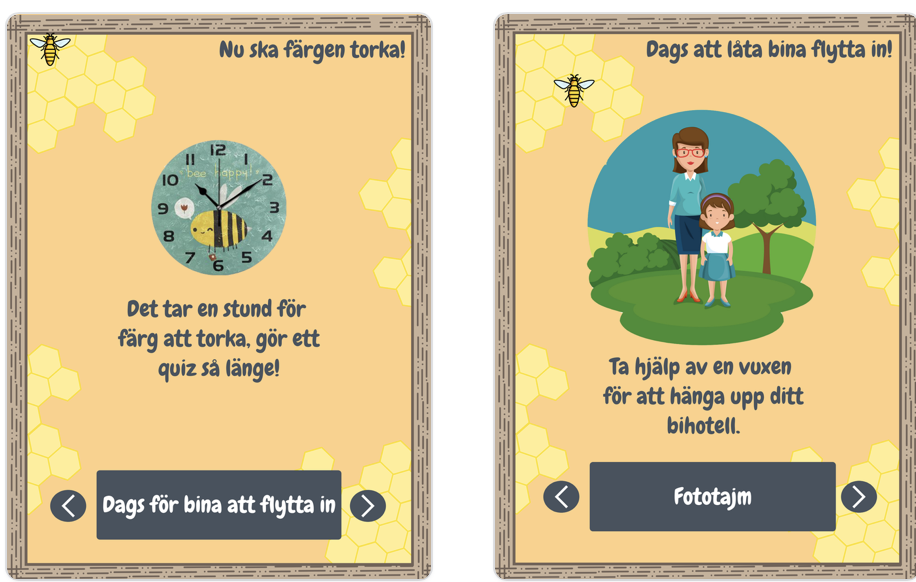 Nu ska färgen torka!
12
11
1
bee happy!
10
2
9
3
8
4
7
5
6
Det tar en stund för
färg att torka, gör ett
quiz så länge!
Dags för bina att flytta in
Dags att låta bina flytta in!
Ta hjälp av en vuxen
för att hänga upp ditt
bihotell.
Fototajm